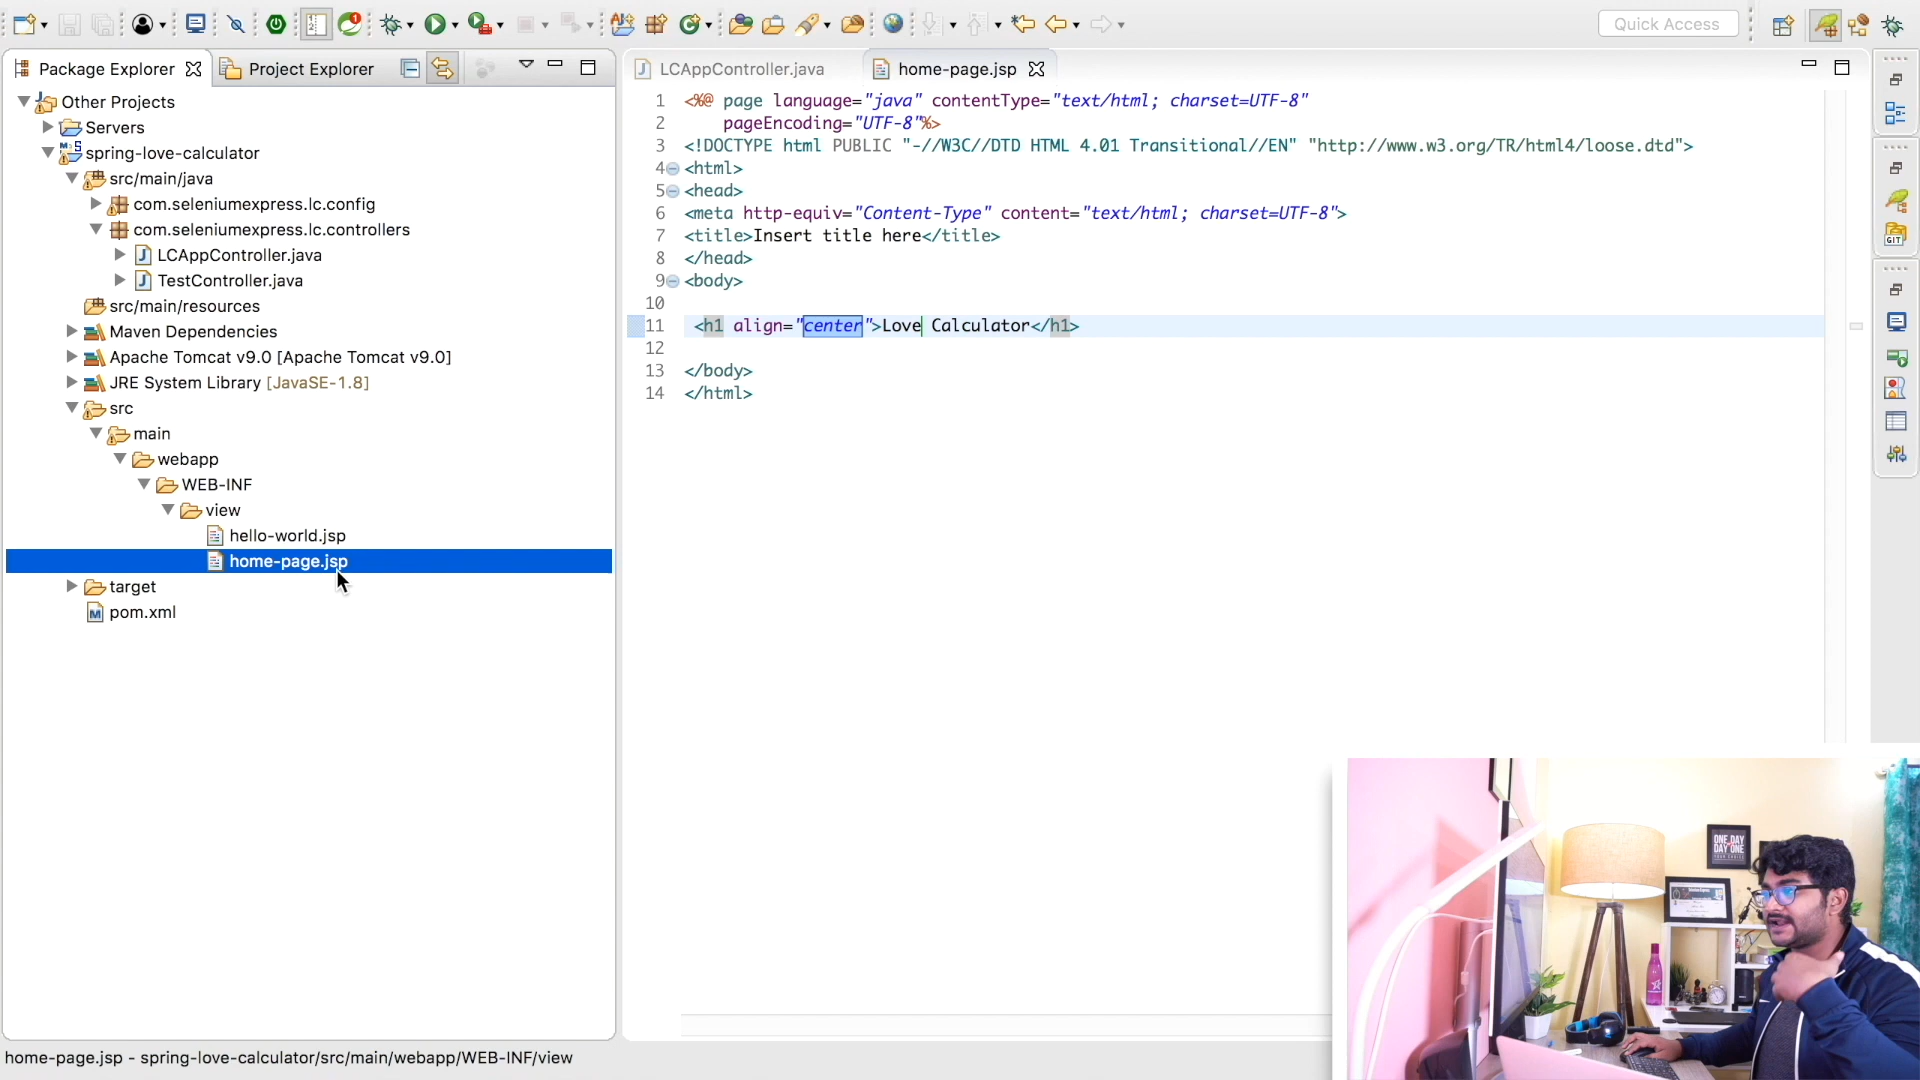 Quick Access
Package Explorer
Project Explorer
LCAppController.java
home-page.jsp
Other Projects
Servers
spring-love-calculator
src/main/java
com.seleniumexpress.lc.config
com.seleniumexpress.lc.controllers
LCAppController.java
TestController.java
src/main/resources
Maven Dependencies
Apache Tomcat v9.0 [Apache Tomcat v9.0]
JRE System Library [JavaSE-1.8]
src
main
webapp
WEB-INF
view
hello-world.jsp
home-page.jsp
target
pom.xml
1 <%@ page language="java" contentType="text/html; charset=UTF-8"
2 pageEncoding="UTF-8"%>
3 <!DOCTYPE html PUBLIC "-//W3C//DTD HTML 4.01 Transitional//EN" "http://www.w3.org/TR/html4/loose.dtd">
4 <html>
5 <head>
6 <meta http-equiv="Content-Type" content="text/html; charset=UTF-8">
7 <title>Insert title here</title>
8 </head>
9 <body>
10
11 <h1 align="center">Love Calculator</h1>
12
13 </body>
14 </html>
GIT
ONE DAY
DAY ONE
home-page.jsp - spring-love-calculator/src/main/webapp/WEB-INF/view